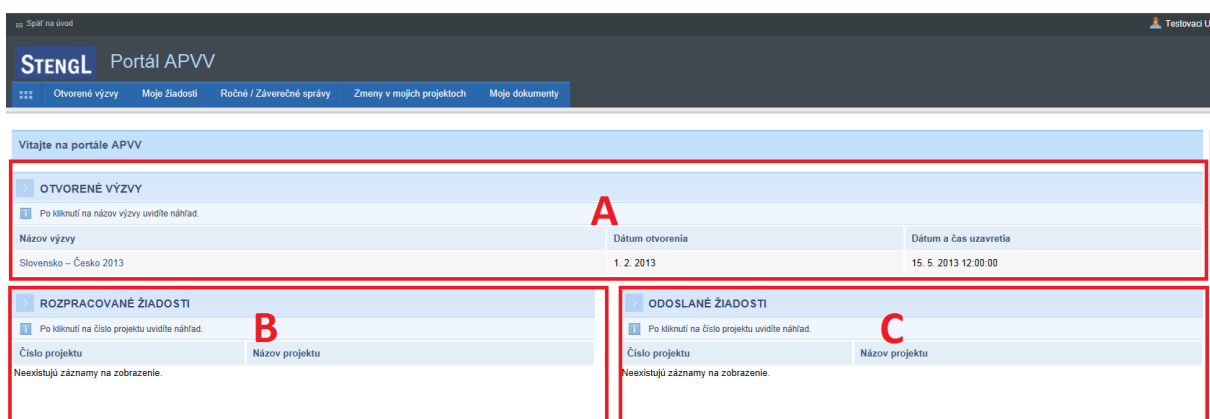 Späť na úvod
Testovaci U
STENGL Portál APVV
Otvorené výzvy Moje žiadosti Ročné / Záverečné správy Zmeny v mojich projektoch Moje dokumenty
Vitajte na portále APVV
OTVORENÉ VÝZVY
Po kliknutí na názov výzvy uvidíte náhľad.
A
Názov výzvy Dátum otvorenia Dátum a čas uzavretia
Slovensko – Česko 2013 1. 2. 2013 15. 5. 2013 12:00:00
ROZPRACOVANÉ ŽIADOSTI
Po kliknutí na číslo projektu uvidíte náhľad.
B
Číslo projektu Názov projektu
Neexistujú záznamy na zobrazenie.
ODOSLANÉ ŽIADOSTI
Po kliknutí na číslo projektu uvidíte náhľad.
C
Číslo projektu Názov projektu
Neexistujú záznamy na zobrazenie.